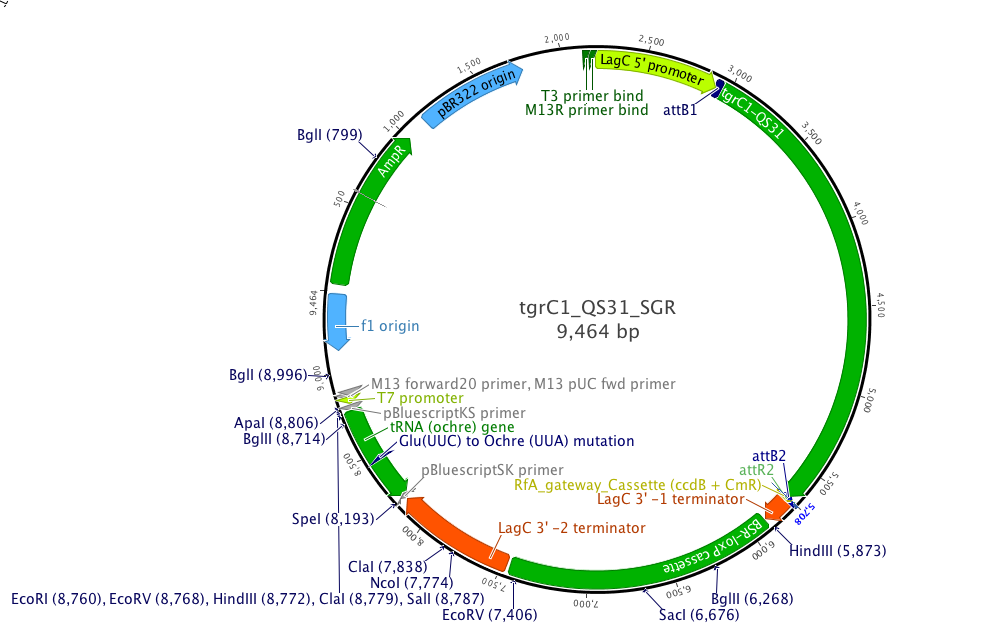 2,000
2,500
LagC 5' promoter
3,000
1,500
pBR322 origin
T3 primer bind
M13R primer bind
attB1
tgrC1-QS31
1,000
BglI (799)
3,500
AmpR
500
4,000
9,464
tgrC1_QS31_SGR
9,464 bp
4,500
f1 origin
BglI (8,996)
9,000
M13 forward20 primer, M13 pUC fwd primer
T7 promoter
5,000
pBluescriptKS primer
ApaI (8,806)
tRNA (ochre) gene
BglII (8,714)
Glu(UUC) to Ochre (UUA) mutation
8,500
attB2
pBluescriptSK primer
attR2
5,500
RfA_gateway_Cassette (ccdB + CmR)
LagC 3' -1 terminator
5,708
SpeI (8,193)
8,000
LagC 3' -2 terminator
BSR-loxP cassette
6,000
HindIII (5,873)
ClaI (7,838)
NcoI (7,774)
7,500
6,500
EcoRI (8,760), EcoRV (8,768), HindIII (8,772), ClaI (8,779), SalI (8,787)
7,000
BglII (6,268)
EcoRV (7,406)
SacI (6,676)